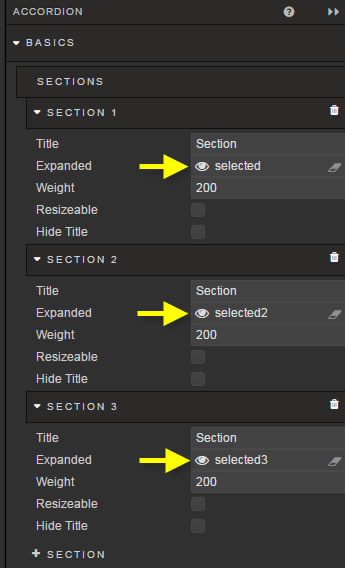 ACCORDION
BASICS
SECTIONS
SECTION 1
Title Section
Expanded selected
Weight 200
Resizeable
Hide Title
SECTION 2
Title Section
Expanded selected2
Weight 200
Resizeable
Hide Title
SECTION 3
Title Section
Expanded selected3
Weight 200
Resizeable
Hide Title
+ SECTION